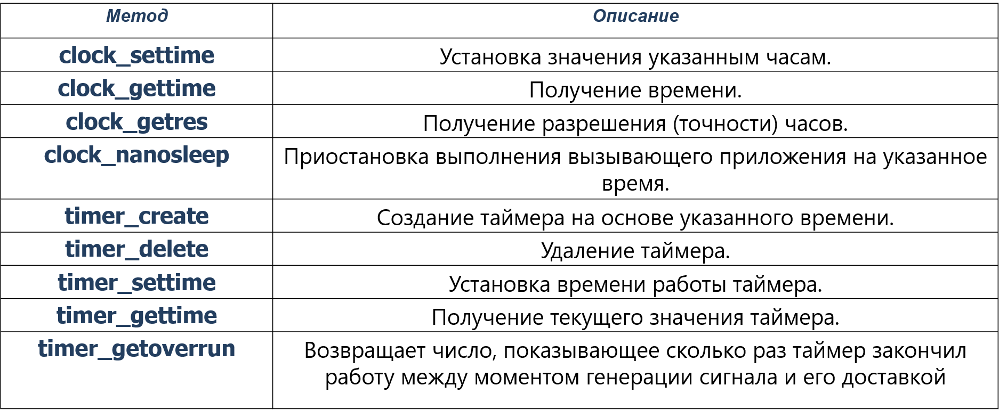 Метод
Описание
clock_settime
Установка значения указанным часам.
clock_gettime
Получение времени.
clock_getres
Получение разрешения (точности) часов.
clock_nanosleep
Приостановка выполнения вызывающего приложения на указанное
время.
timer_create
Создание таймера на основе указанного времени.
timer_delete
Удаление таймера.
timer_settime
Установка времени работы таймера.
timer_gettime
Получение текущего значения таймера.
timer_getoverrun
Возвращает число, показывающее сколько раз таймер закончил
работу между моментом генерации сигнала и его доставкой